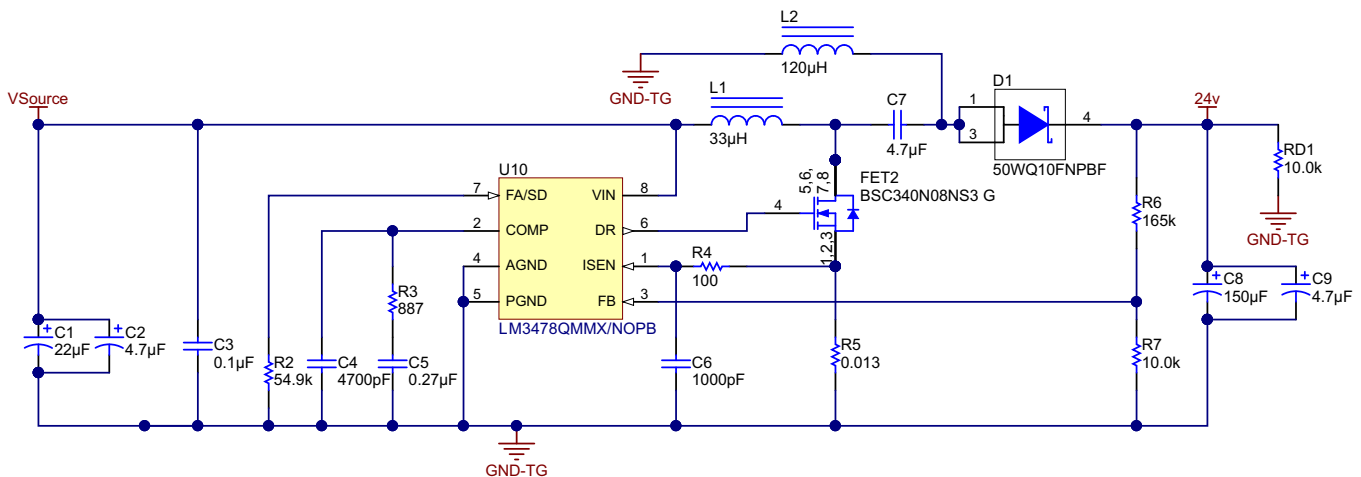 L2
120µH
GND-TG
VSource
L1
33µH
C7
4.7µF
D1
1
3
4
50WQ10FNPBF
24v
RD1
10.0k
GND-TG
U10
7
FA/SD
VIN
8
2
COMP
DR
6
4
AGND
ISEN
1
5
PGND
FB
3
LM3478QMMX/NOPB
4
5,6,
7,8
1,2,3
FET2
BSC340N08NS3 G
R4
100
R6
165k
C1
22µF
C2
4.7µF
C3
0.1µF
R2
54.9k
C4
4700pF
R3
887
C5
0.27µF
C6
1000pF
R5
0.013
R7
10.0k
C8
150µF
C9
4.7µF
GND-TG